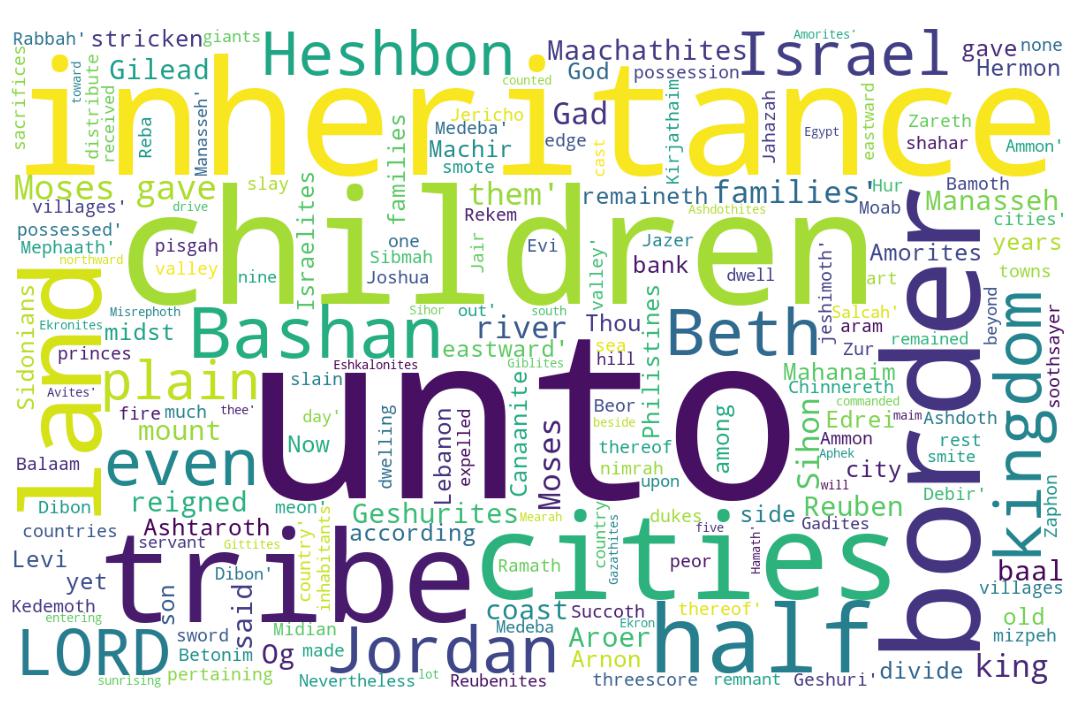 Rabbah' stricken giants Heshbon Amorites' Israel gave none
sacrifices toward Gilead Maachathites God possession Hermon
inheritance
distribute received Reba Manasseh' counted Jericho Gad
Medeba' edge cast Kirjathaim Jahazah Egypt eastward Zareth
Machir smote shahar Ammon'
Moses gave slay Israelites families them' remaineth families' Hur Bamoth Manasseh
villages' drive children Rekem Ashdothites Moab
possessed' pisgah Sibmah one Jair Evi Jazer Amorites cities' years
Mephaath' northward valley nine Joshua valley' bank dwell jeshimoth' art towns
land border kingdom
Sidonians Ekronites Misrephoth Bashan Sihor out' south Thou Beth Salcah' remained beyond
midst river sea aram soothsayer
princes eastward' Eshkalonites Giblites hill Philistines Zur
Avites' plain slain unto Mahanaim
fire much thee' day' Beor Chinnereth commanded
mount Now dwelling Lebanon expelled Canaanite Moses beside among Sihon Edrei maim Ashdoth
thereof Ammon rest
Balaam even nimrah Aphek city smite
upon will
Dibon reigned meon' Geshurites Mearah dukes side Reuben Debir' Zaphon
countries Ashtaroth according country five Gadites
servant Gittites country' inhabitants' cities
Levi tribe Ramath Gazathites peor Hamath' baal
yet Dibon' villages
Kedemoth son said coast Succoth thereof' half old
entering Midian Medeba Ekron mizpeh
LORD sword Jordan Aroer
Betonim Og made Arnon divide king
sunrising pertaining Nevertheless lot Reubenites threescore remnant Geshuri'